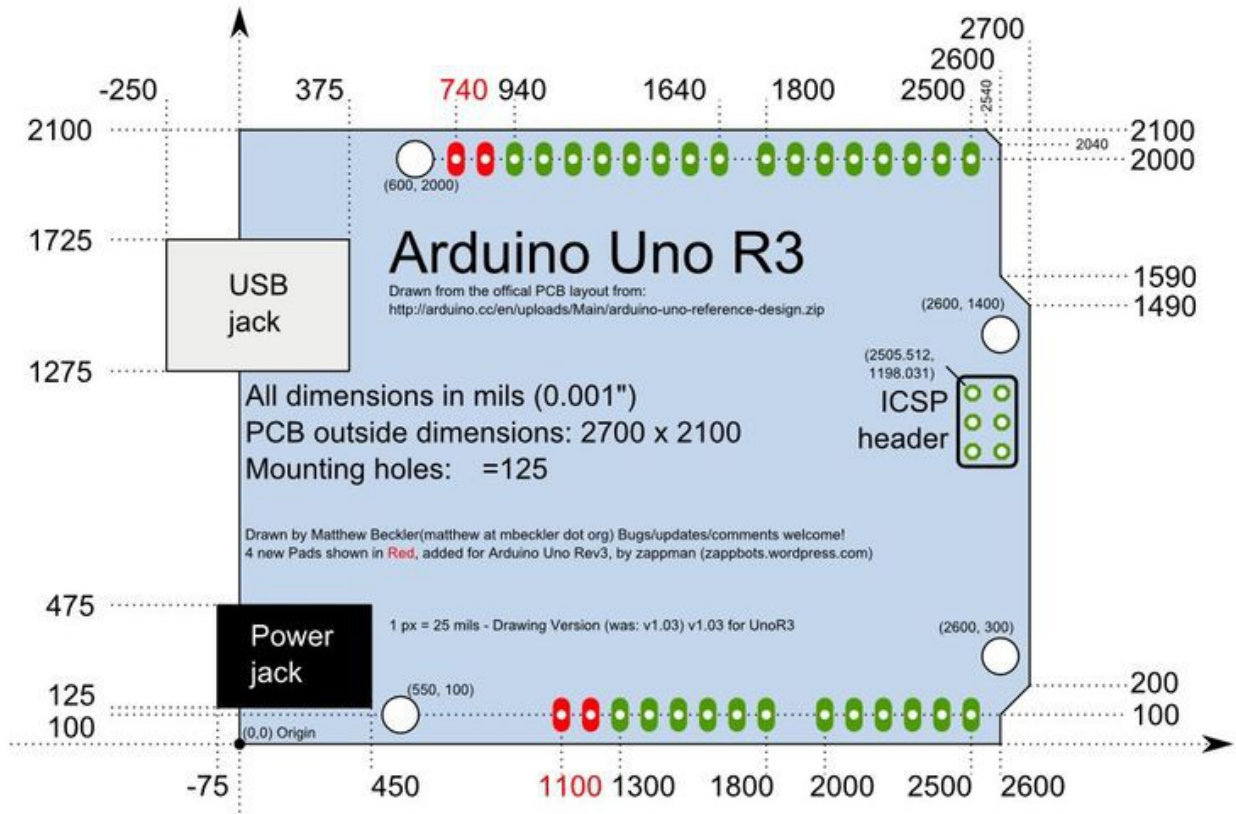 2700
2600
-250
375
740
940
1640
1800
2500
2540
2100
2100
2040
2000
(600, 2000)
1725
Arduino Uno R3
USB
jack
Drawn from the offical PCB layout from:
http://arduino.cc/en/uploads/Main/arduino-uno-reference-design.zip
1590
1490
(2600, 1400)
1275
(2505.512,
1198.031)
ICSP
header
All dimensions in mils (0.001")
PCB outside dimensions: 2700 x 2100
Mounting holes: =125
Drawn by Matthew Beckler(matthew at mbeckler dot org) Bugs/updates/comments welcome!
4 new Pads shown in Red, added for Arduino Uno Rev3, by zappman (zappbots.wordpress.com)
475
Power
jack
1 px = 25 mils - Drawing Version (was: v1.03) v1.03 for UnoR3
(2600, 300)
125
100
(550, 100)
200
100
(0,0) Origin
-75
450
1100
1300
1800
2000
2500
2600